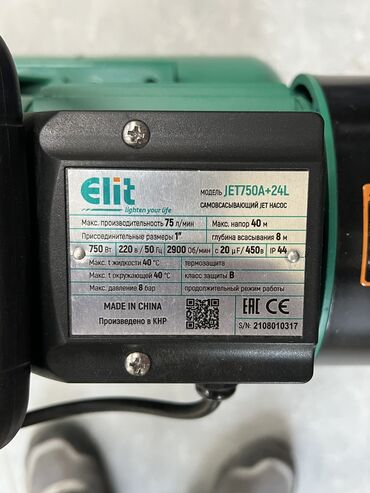 Elit
lighten your life
МОДЕЛЬ JET750A+24L
САМОВСАСЫВАЮЩИЙ JET НАСОС
Макс. производительность 75 л/мин
Макс. напор 40 м
Присоединительные размеры 1"
глубина всасывания 8 м
750 Вт 220 в / 50 Гц 2900 Об/мин с 20 µF/ 450в IP 44
Макс. t жидкости 40 °C
термозащита
Макс. t окружающей 40 °C
класс защиты B
Макс. давление 8 бар
продолжительный режим работы
MADE IN CHINA
Произведено в КНР
EAC CE
S/N: 2108010317